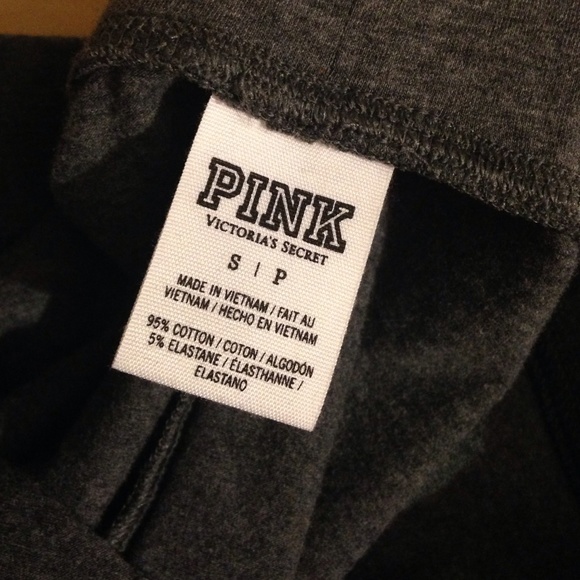 PINK
VICTORIA'S SECRET
S | P
MADE IN VIETNAM / FAIT AU
VIETNAM / HECHO EN VIETNAM
95% COTTON / COTON / ALGODÓN
5% ELASTANE / ÉLASTHANNE /
ELASTANO